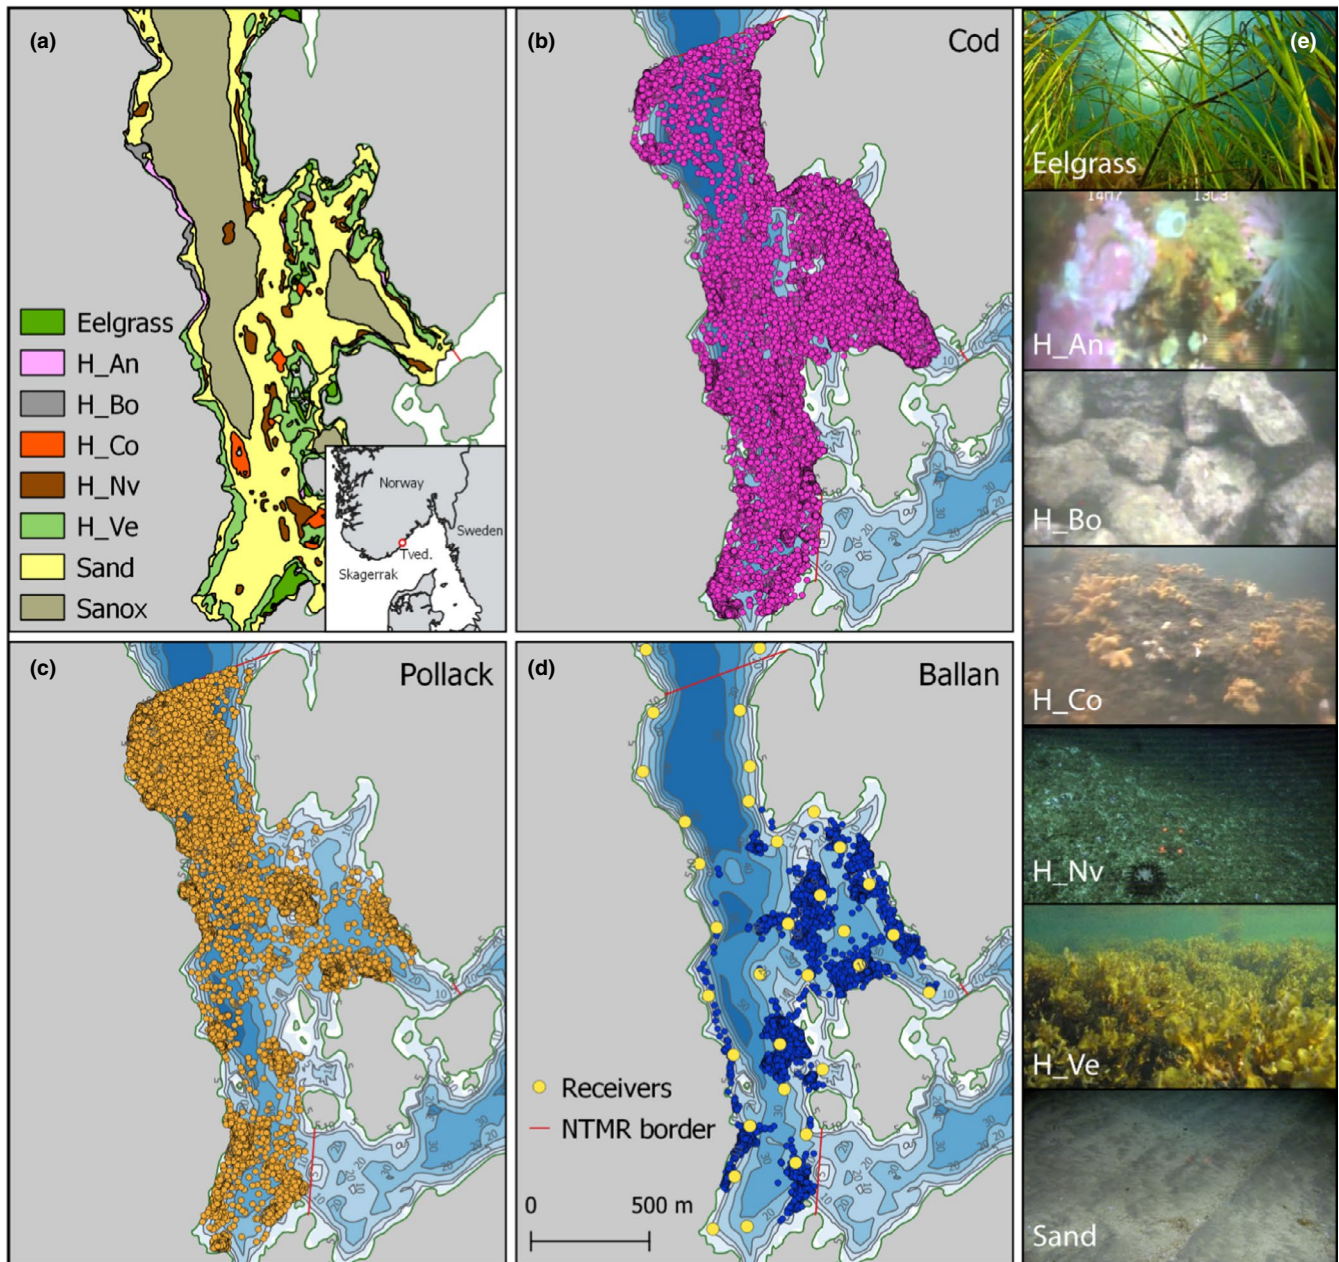 (a)
Eelgrass
H_An
H_Bo
H_Co
H_Nv
H_Ve
Sand
Sanox
Norway
Sweden
Tved.
Skagerrak
(b)
Cod
(c)
Pollack
(d)
Ballan
Receivers
NTMR border
0 500 m
(e)
Eelgrass
H_An
H_Bo
H_Co
H_Nv
H_Ve
Sand